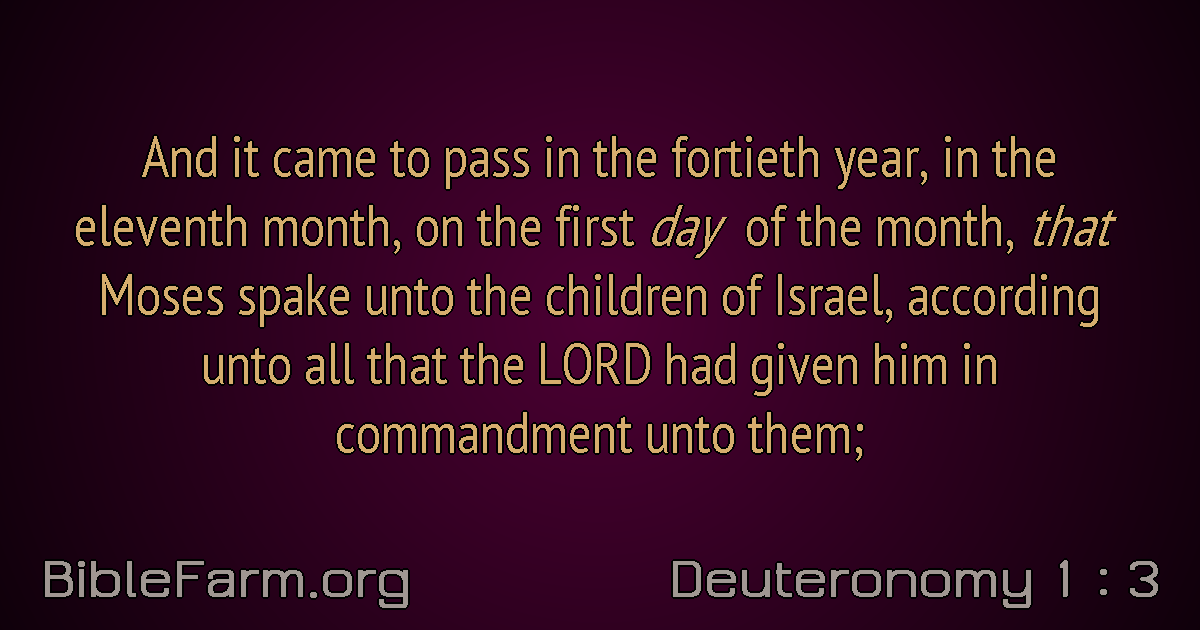 And it came to pass in the fortieth year, in the
eleventh month, on the first day of the month, that
Moses spake unto the children of Israel, according
unto all that the LORD had given him in
commandment unto them;
BibleFarm.org
Deuteronomy 1 : 3